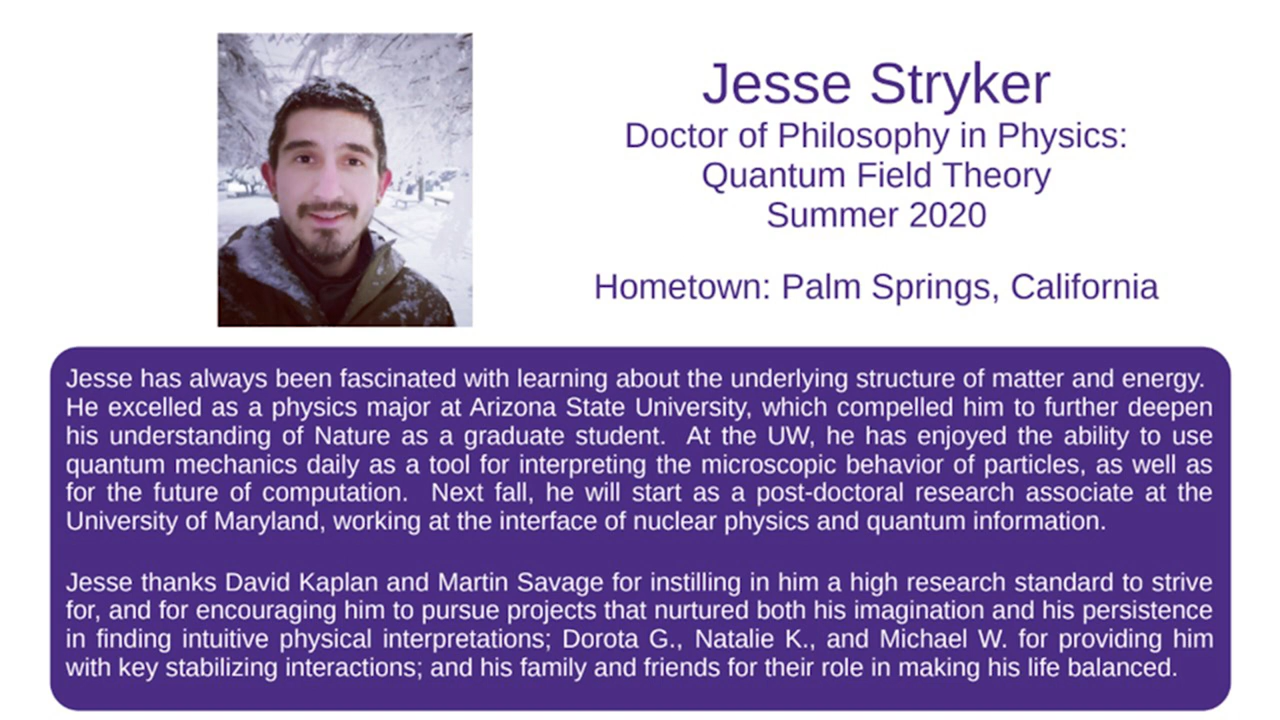 Jesse Stryker
Doctor of Philosophy in Physics:
Quantum Field Theory
Summer 2020
Hometown: Palm Springs, California
Jesse has always been fascinated with learning about the underlying structure of matter and energy.
He excelled as a physics major at Arizona State University, which compelled him to further deepen
his understanding of Nature as a graduate student.  At the UW, he has enjoyed the ability to use
quantum mechanics daily as a tool for interpreting the microscopic behavior of particles, as well as
for the future of computation.  Next fall, he will start as a post-doctoral research associate at the
University of Maryland, working at the interface of nuclear physics and quantum information.
Jesse thanks David Kaplan and Martin Savage for instilling in him a high research standard to strive
for, and for encouraging him to pursue projects that nurtured both his imagination and his persistence
in finding intuitive physical interpretations; Dorota G., Natalie K., and Michael W. for providing him
with key stabilizing interactions; and his family and friends for their role in making his life balanced.